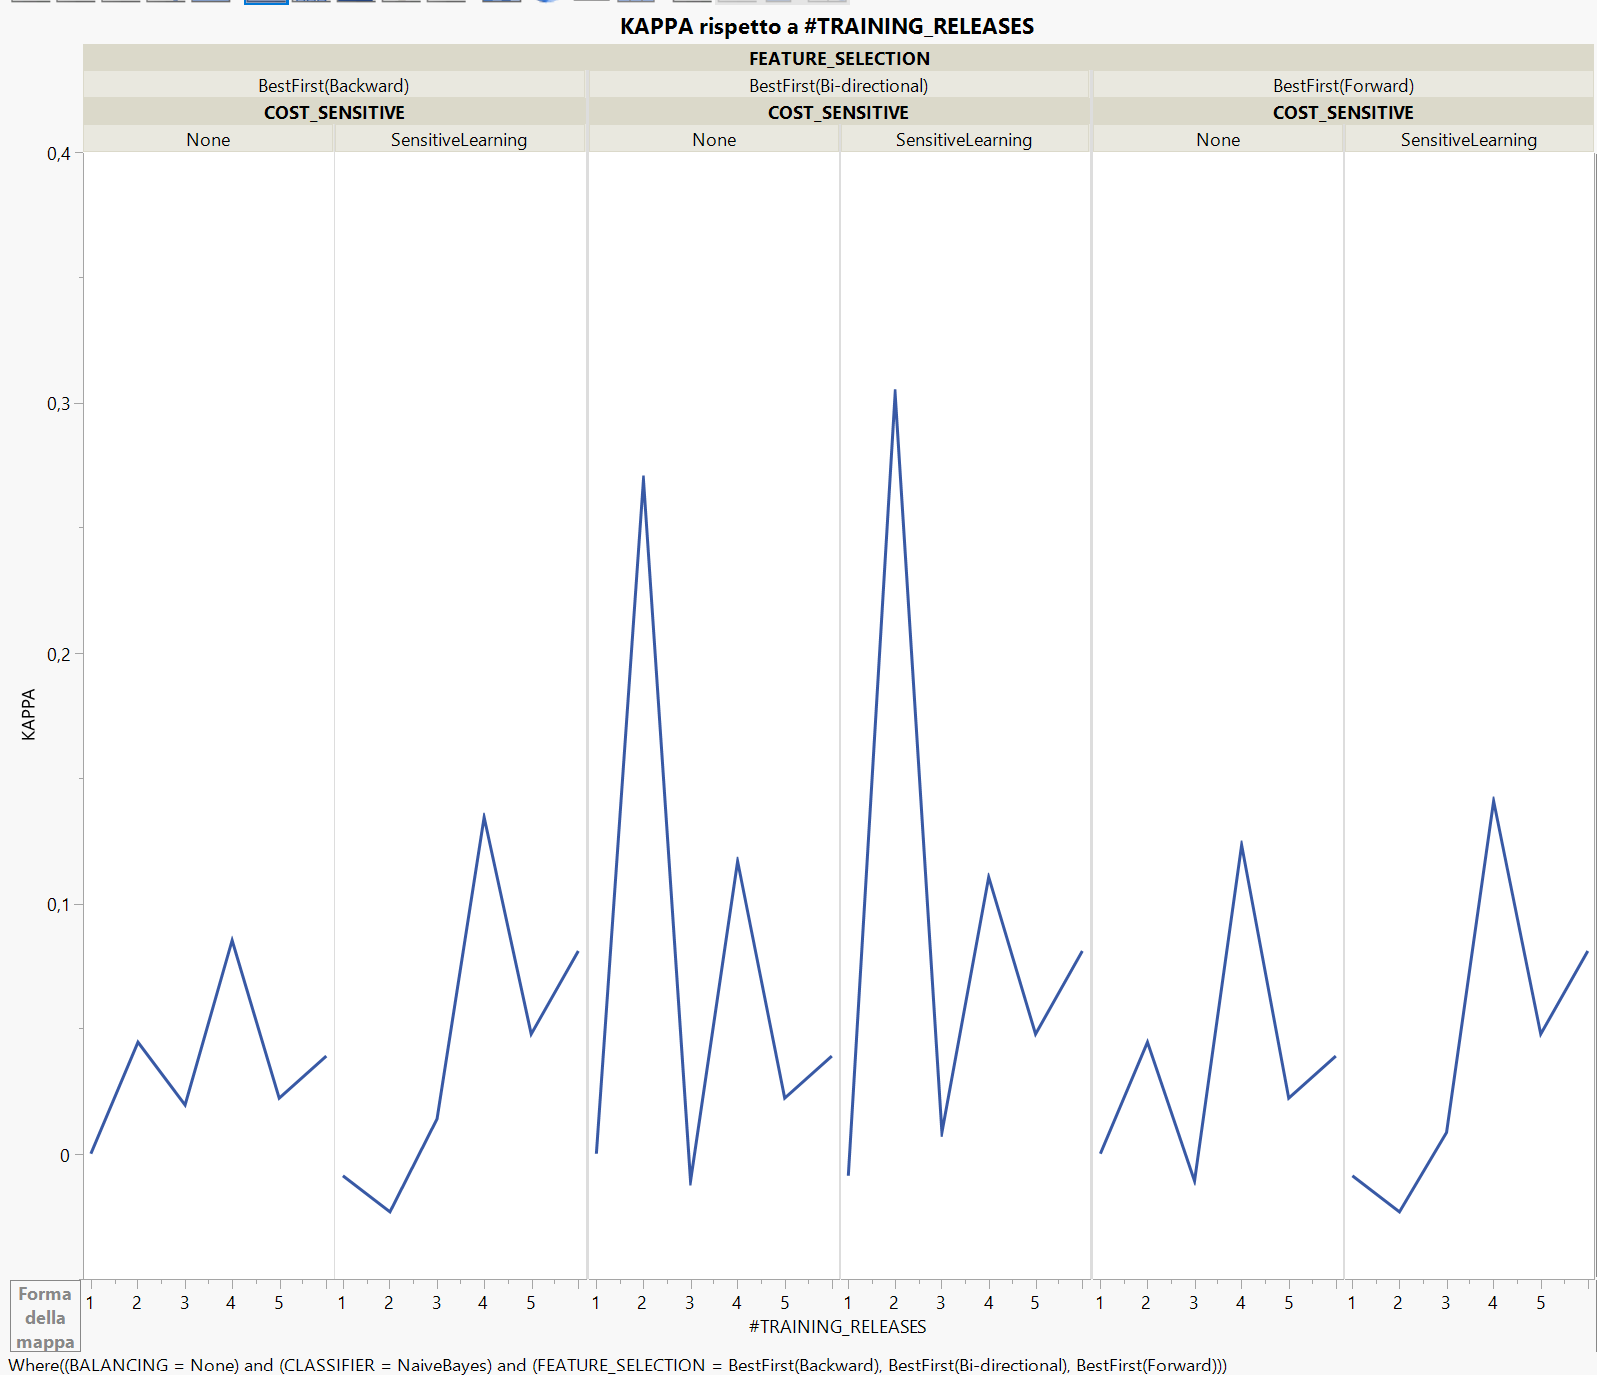 KAPPA rispetto a #TRAINING_RELEASES
FEATURE_SELECTION
BestFirst(Backward) BestFirst(Bi-directional) BestFirst(Forward)
COST_SENSITIVE COST_SENSITIVE COST_SENSITIVE
None SensitiveLearning None SensitiveLearning None SensitiveLearning
0,4
0,3
0,2
KAPPA
0,1
0
Forma
della
mappa
1 2 3 4 5 1 2 3 4 5 1 2 3 4 5 1 2 3 4 5 1 2 3 4 5 1 2 3 4 5
#TRAINING_RELEASES
Where((BALANCING = None) and (CLASSIFIER = NaiveBayes) and (FEATURE_SELECTION = BestFirst(Backward), BestFirst(Bi-directional), BestFirst(Forward)))